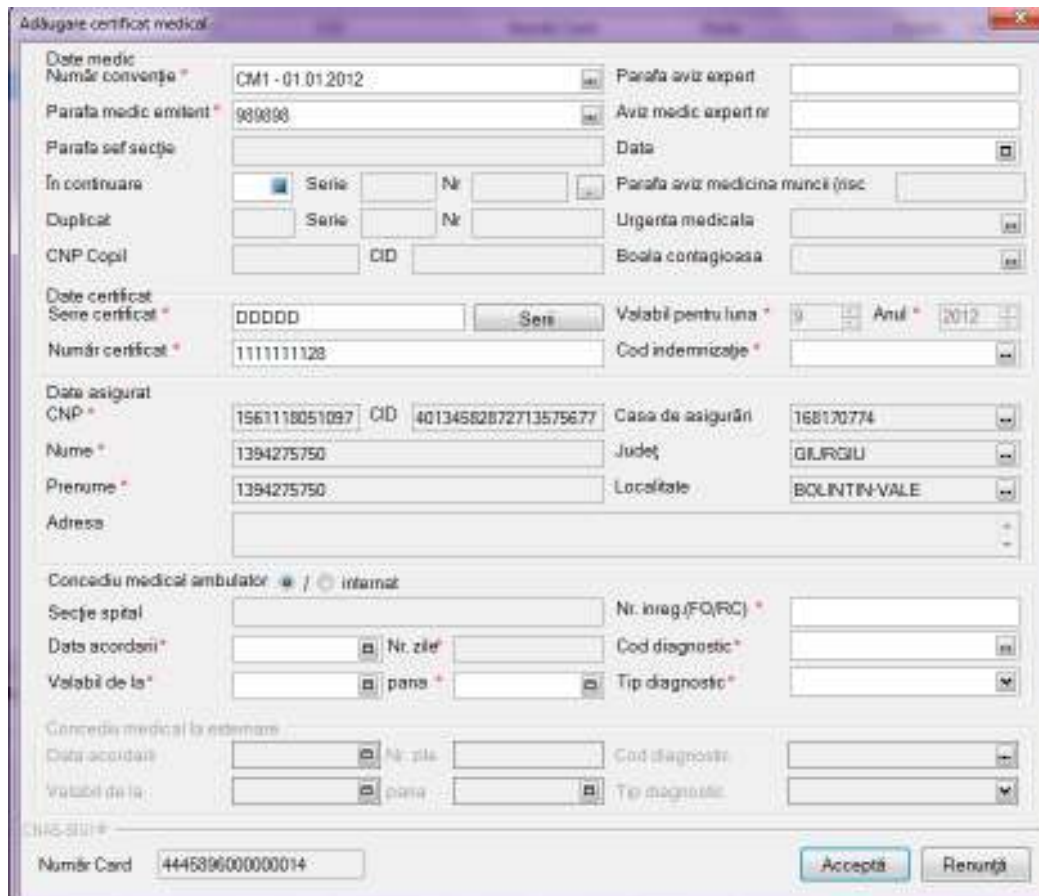 Adăugare certificat medical
Date medic
Număr convenție * CM1 - 01.01.2012 Parafa aviz expert
Parafa medic emitent * 989898 Aviz medic expert nr
Parafa sef secție Data
În continuare Serie Nr Parafa aviz medicina muncii (risc
Duplicat Serie Nr Urgenta medicala
CNP Copil CID Boala contagioasa
Date certificat
Serie certificat * DDDDD Serii Valabil pentru luna * 9 Anul * 2012
Număr certificat * 1111111128 Cod indemnizație *
Date asigurat
CNP * 1561118051097 CID 40134582872713575677 Casa de asigurări 168170774
Nume * 1394275750 Județ GIURGIU
Prenume * 1394275750 Localitate BOLINTIN-VALE
Adresa
Concediu medical ambulator / internat
Secție spital Nr. inreg.(FO/RC) *
Data acordarii * Nr. zile * Cod diagnostic *
Valabil de la * pana * Tip diagnostic *
Concediu medical la externare
Data acordarii Nr. zile Cod diagnostic
Valabil de la pana Tip diagnostic
Număr Card 4445896000000014 Acceptă Renunță